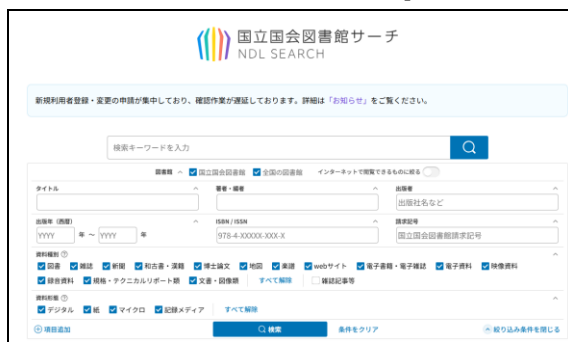 国立国会図書館サーチ
NDL SEARCH
新規利用者登録・変更の申請が集中しており、確認作業が遅延しております。詳細は「お知らせ」をご覧ください。
検索キーワードを入力
図書館 国立国会図書館 全国の図書館 インターネットで閲覧できるものに絞る
タイトル 著者・編者 出版者
出版社名など
出版年（西暦） ISBN / ISSN 請求記号
YYYY 年 ～ YYYY 年 978-4-XXXXX-XXX-X 国立国会図書館請求記号
資料種別
図書 雑誌 新聞 和古書・漢籍 博士論文 地図 楽譜 webサイト 電子書籍・電子雑誌 電子資料 映像資料
録音資料 規格・テクニカルリポート類 文書・図像類 すべて解除 雑誌記事等
資料形態
デジタル 紙 マイクロ 記録メディア すべて解除
項目追加 検索 条件をクリア 絞り込み条件を閉じる